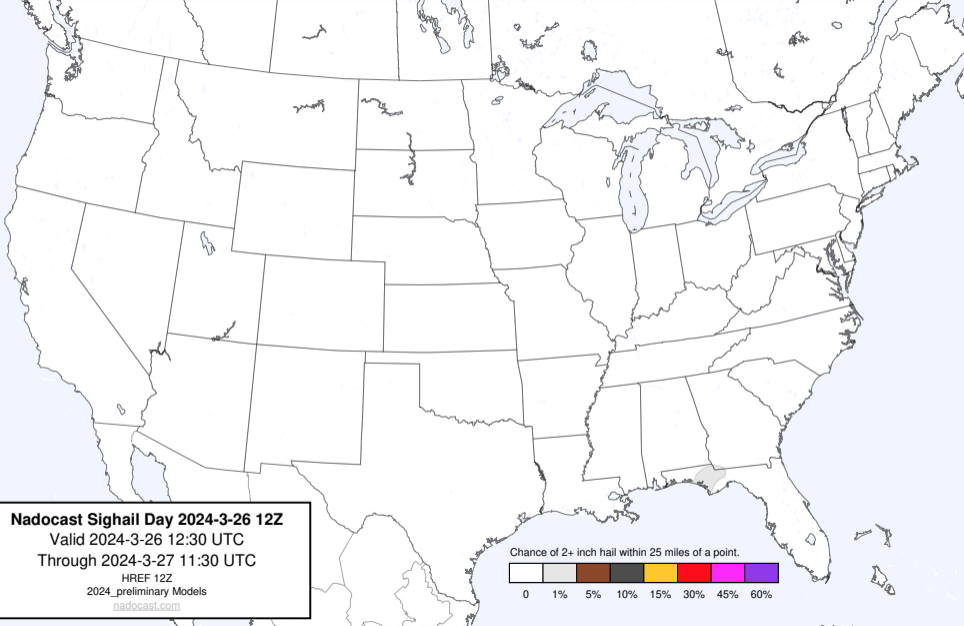 Nadocast Sighail Day 2024-3-26 12Z
Valid 2024-3-26 12:30 UTC
Through 2024-3-27 11:30 UTC
HREF 12Z
2024_preliminary Models
nadocast.com
Chance of 2+ inch hail within 25 miles of a point.
0 1% 5% 10% 15% 30% 45% 60%